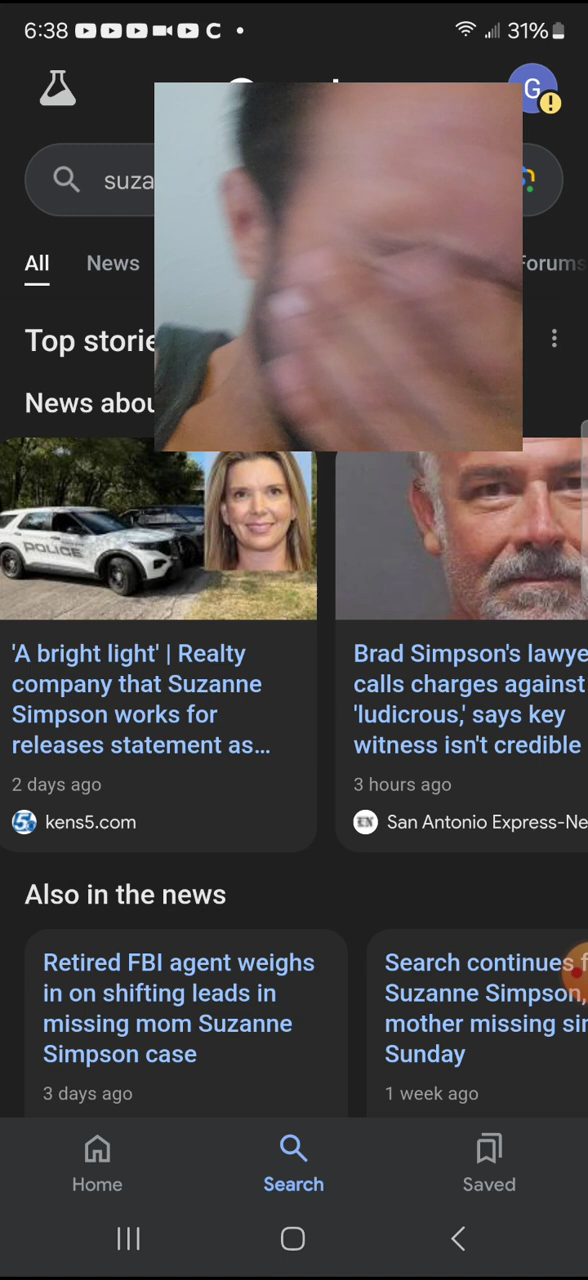 6:38 31%
G
suza
All News Forums
Top storie
News abou
POLICE
'A bright light' | Realty
company that Suzanne
Simpson works for
releases statement as...
2 days ago
kens5.com
Brad Simpson's lawye
calls charges against
'ludicrous,' says key
witness isn't credible
3 hours ago
San Antonio Express-Ne
Also in the news
Retired FBI agent weighs
in on shifting leads in
missing mom Suzanne
Simpson case
3 days ago
Search continues f
Suzanne Simpson,
mother missing sin
Sunday
1 week ago
Home Search Saved